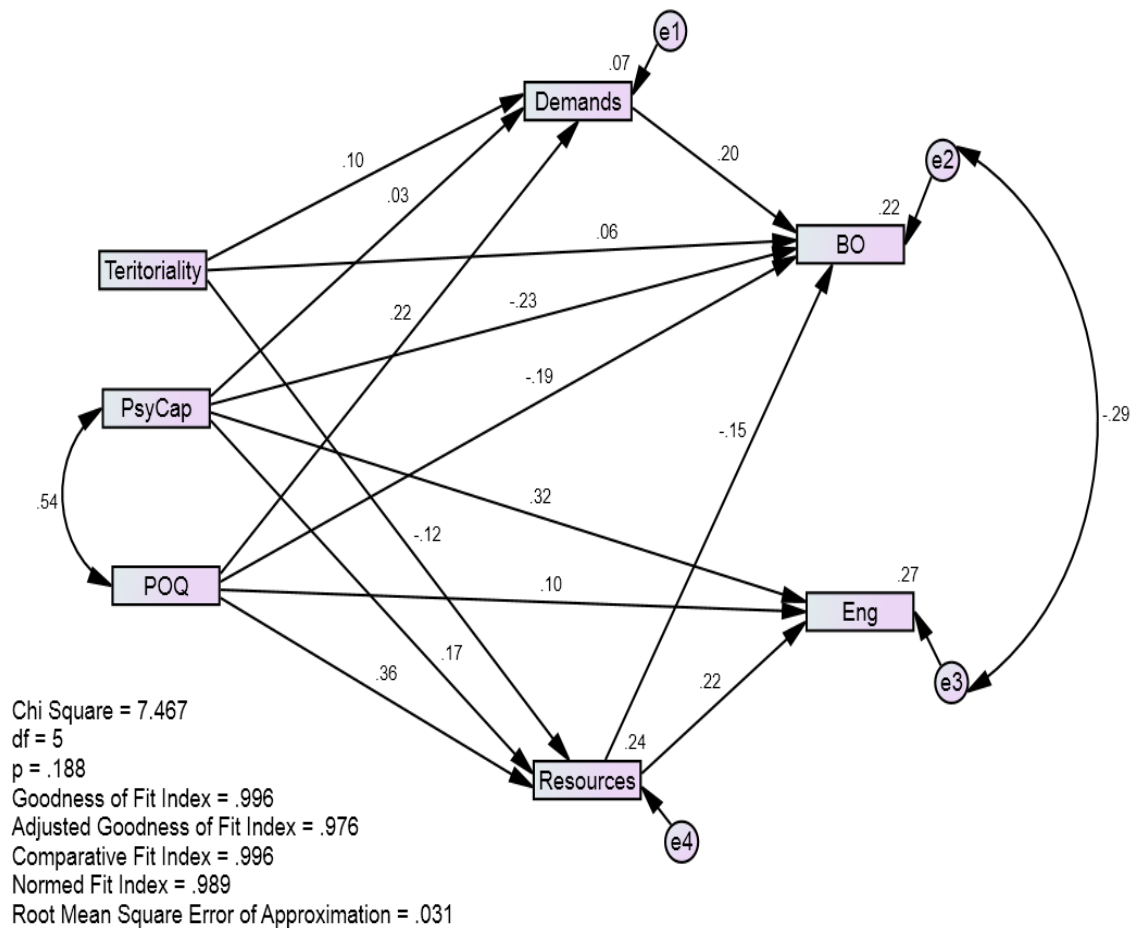 e1
.07
Demands
.10
.20
e2
.03
.22
.06
BO
Teritoriality
.22
-.23
PsyCap
-.19
-.15
-.29
.54
.32
-.12
POQ
.10
.27
Eng
.17
.36
.22
e3
Chi Square = 7.467
df = 5
.24
p = .188
Resources
Goodness of Fit Index = .996
Adjusted Goodness of Fit Index = .976
e4
Comparative Fit Index = .996
Normed Fit Index = .989
Root Mean Square Error of Approximation = .031